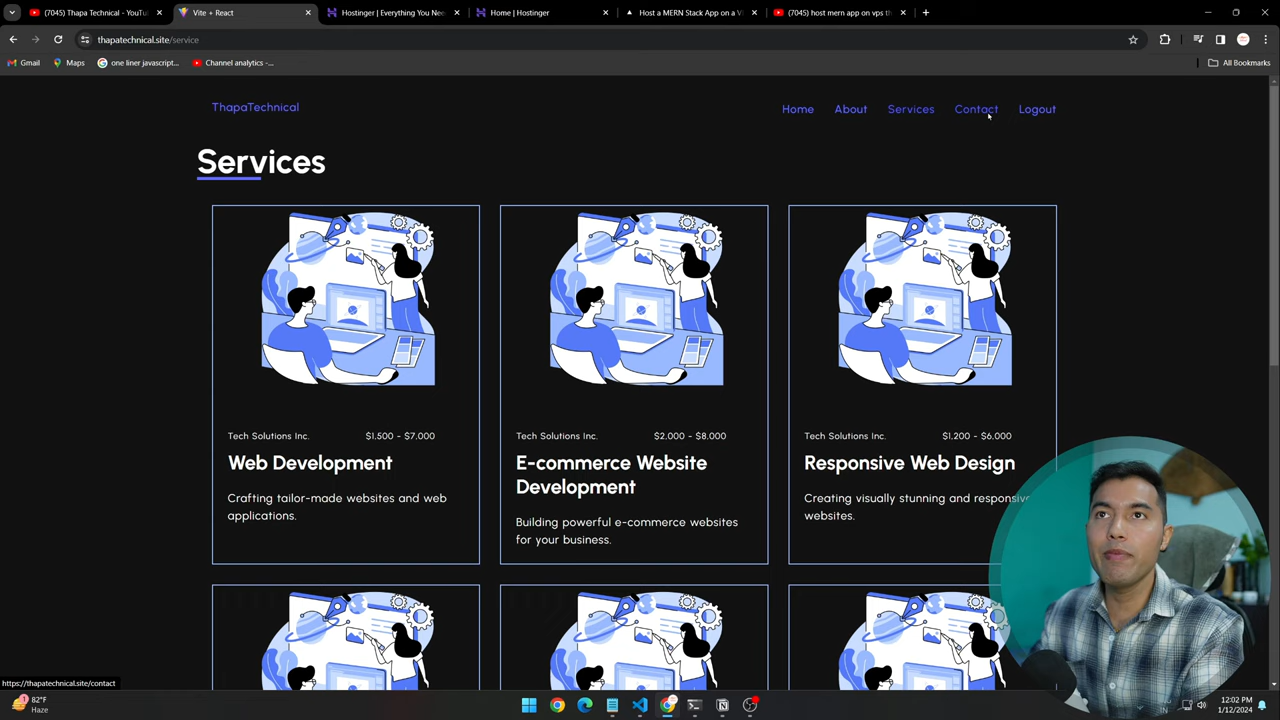 (7045) Thapa Technical - YouTu
Vite + React
Hostinger | Everything You Nee
Home | Hostinger
Host a MERN Stack App on a V
(7045) host mern app on vps th
thapatechnical.site/service
Gmail
Maps
one liner javascript...
Channel analytics -...
All Bookmarks
ThapaTechnical
Home
About
Services
Contact
Logout
Services
Tech Solutions Inc.
$1,500 - $7,000
Web Development
Crafting tailor-made websites and web
applications.
Tech Solutions Inc.
$2,000 - $8,000
E-commerce Website
Development
Building powerful e-commerce websites
for your business.
Tech Solutions Inc.
$1,200 - $6,000
Responsive Web Design
Creating visually stunning and responsive
websites.
https://thapatechnical.site/contact
1
82°F
Haze
IN
12:02 PM
1/12/2024